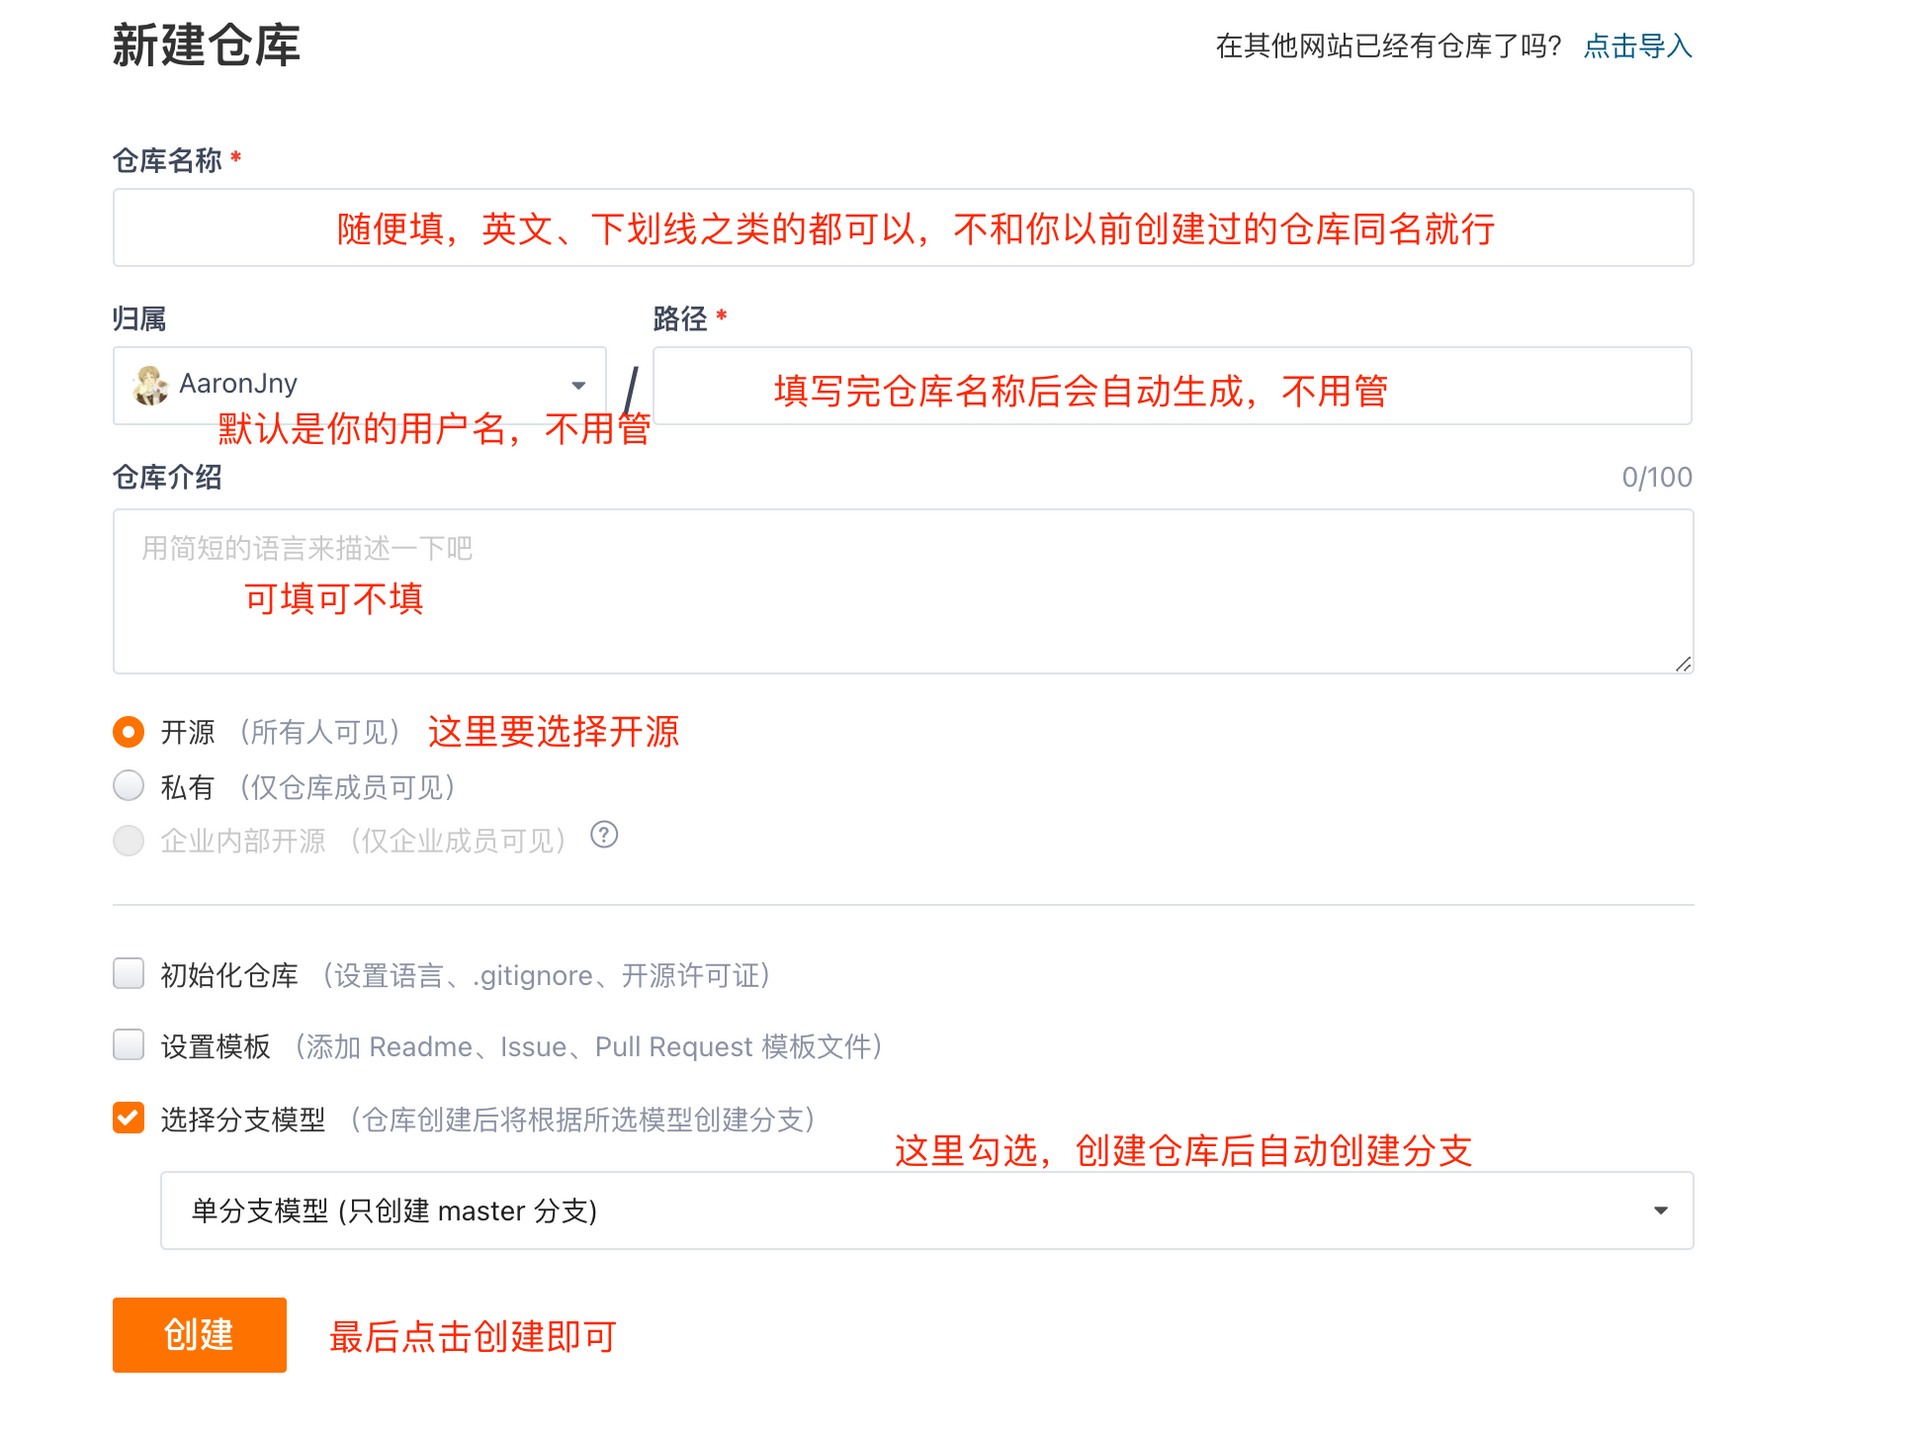 新建仓库
在其他网站已经有仓库了吗? 点击导入
仓库名称 *
随便填，英文、下划线之类的都可以，不和你以前创建过的仓库同名就行
归属
路径 *
AaronJny
/
填写完仓库名称后会自动生成，不用管
默认是你的用户名，不用管
仓库介绍
0/100
用简短的语言来描述一下吧
可填可不填
开源（所有人可见） 这里要选择开源
私有（仅仓库成员可见）
企业内部开源（仅企业成员可见） ?
初始化仓库（设置语言、.gitignore、开源许可证）
设置模板（添加 Readme、Issue、Pull Request 模板文件）
选择分支模型（仓库创建后将根据所选模型创建分支）
这里勾选，创建仓库后自动创建分支
单分支模型 (只创建 master 分支)
创建
最后点击创建即可